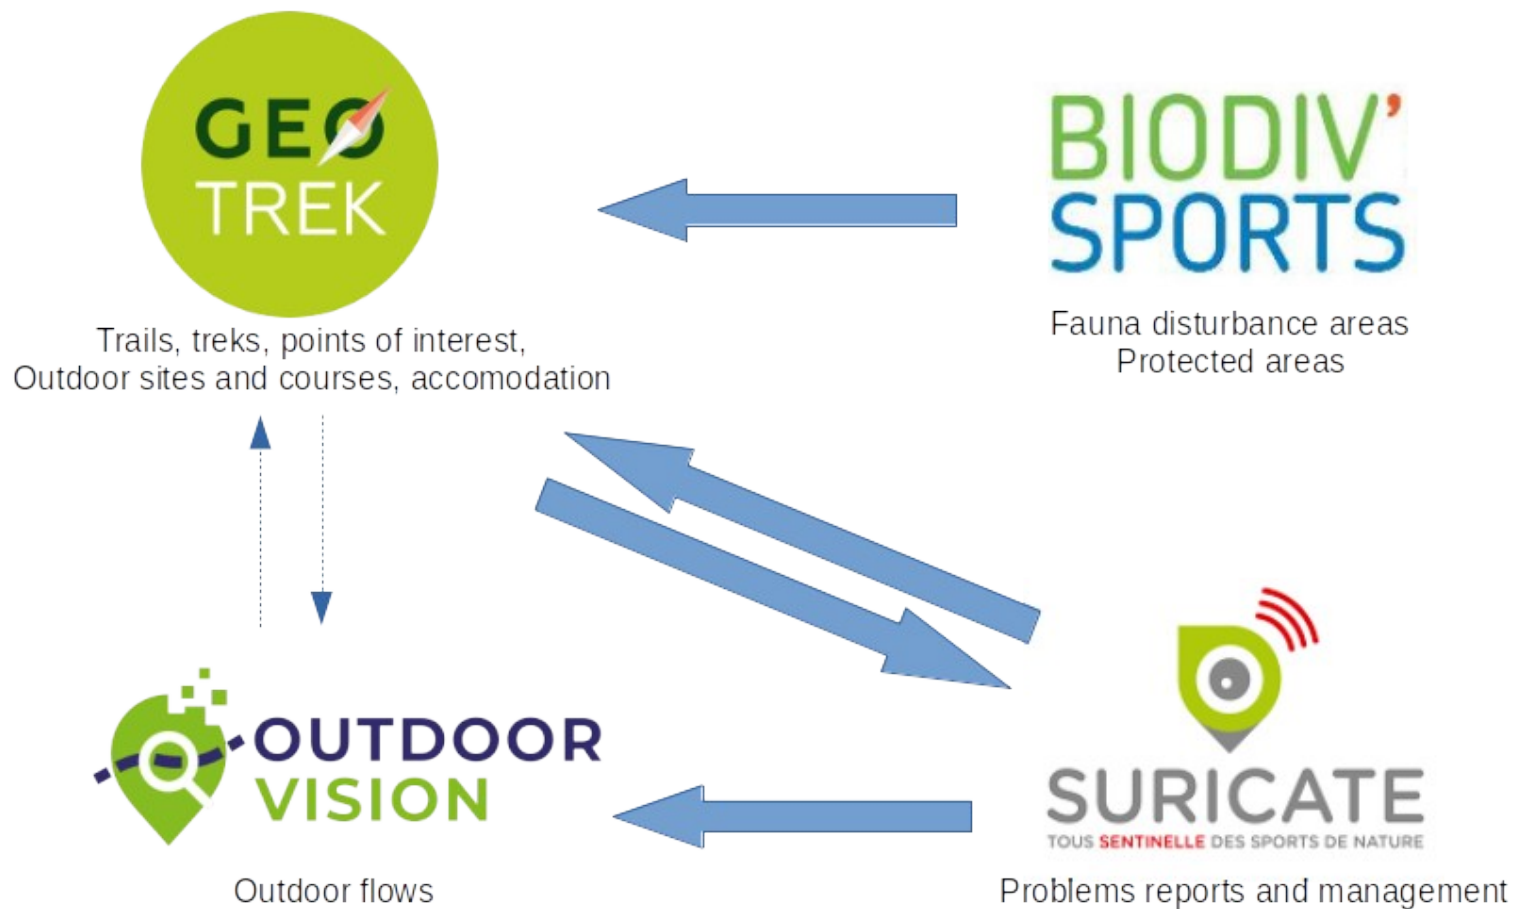 GEO
TREK
Trails, treks, points of interest,
Outdoor sites and courses, accomodation
BIODIV'
SPORTS
Fauna disturbance areas
Protected areas
OUTDOOR
VISION
Outdoor flows
SURICATE
TOUS SENTINELLE DES SPORTS DE NATURE
Problems reports and management